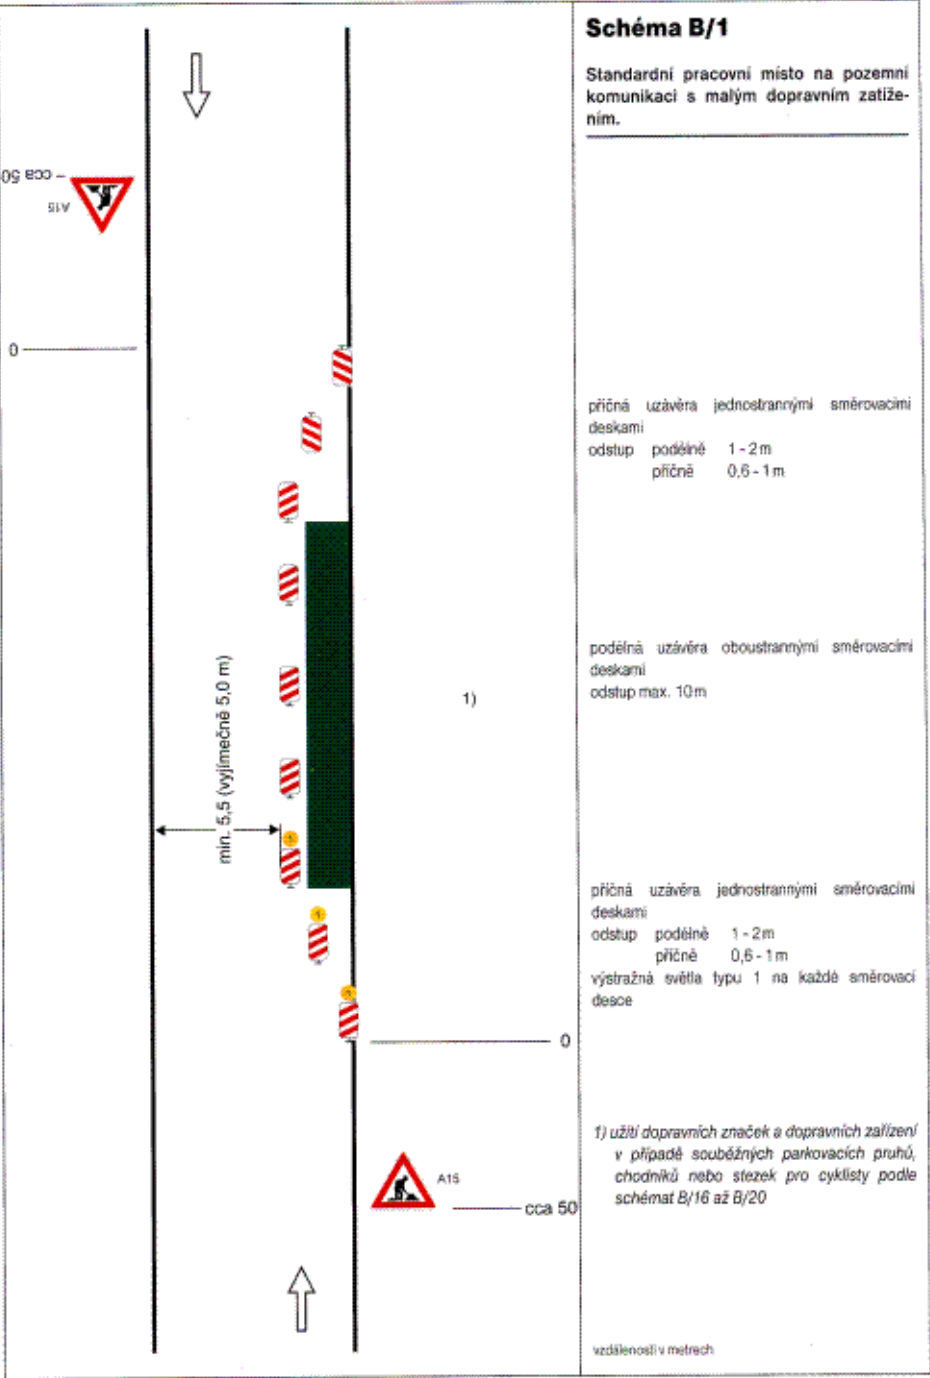 Schéma B/1
Standardní pracovní místo na pozemní
komunikaci s malým dopravním zatíže-
ním.
cca 50
A15
0
příčná uzávěra jednostrannými směrovacími
deskami
odstup podélně 1 - 2 m
příčně 0,6 - 1 m
podélná uzávěra oboustrannými směrovacími
deskami
odstup max. 10 m
1)
min. 5,5 (vyjímečně 5,0 m)
1
1
1
příčná uzávěra jednostrannými směrovacími
deskami
odstup podélně 1 - 2 m
příčně 0,6 - 1 m
výstražná světla typu 1 na každé směrovací
desce
0
1) užití dopravních značek a dopravních zařízení
v případě souběžných parkovacích pruhů,
chodníků nebo stezek pro cyklisty podle
schémat B/16 až B/20
A15
cca 50
vzdálenosti v metrech